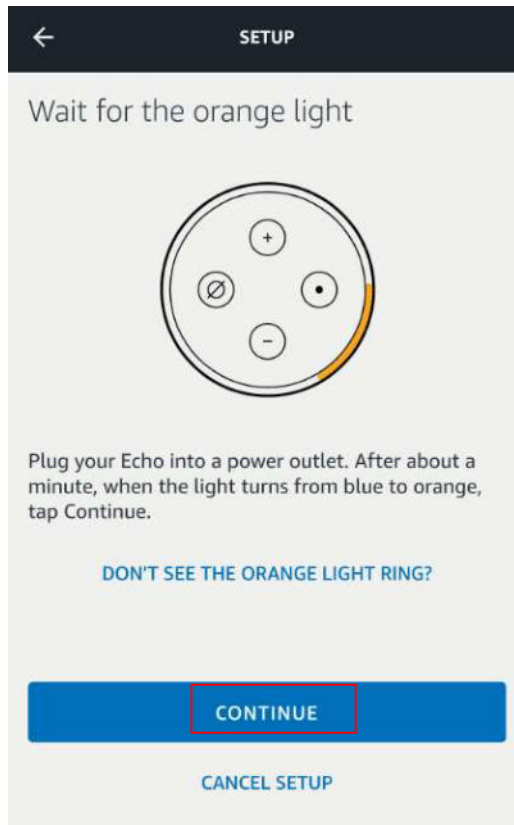 SETUP
Wait for the orange light
+
-
Plug your Echo into a power outlet. After about a
minute, when the light turns from blue to orange,
tap Continue.
DON'T SEE THE ORANGE LIGHT RING?
CONTINUE
CANCEL SETUP